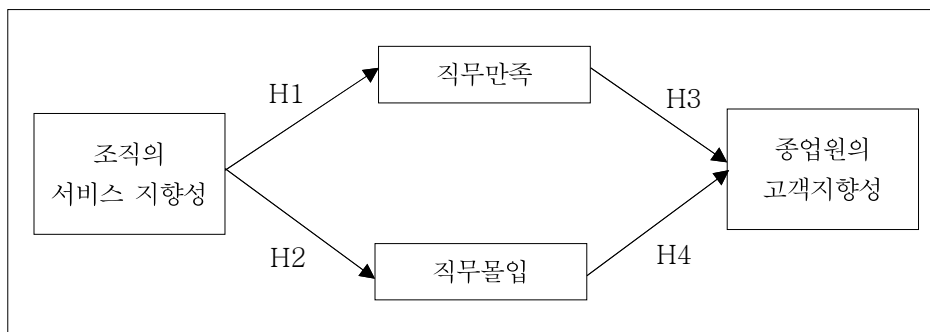 직무만족
H1
H3
조직의
서비스 지향성
종업원의
고객지향성
H2
H4
직무몰입